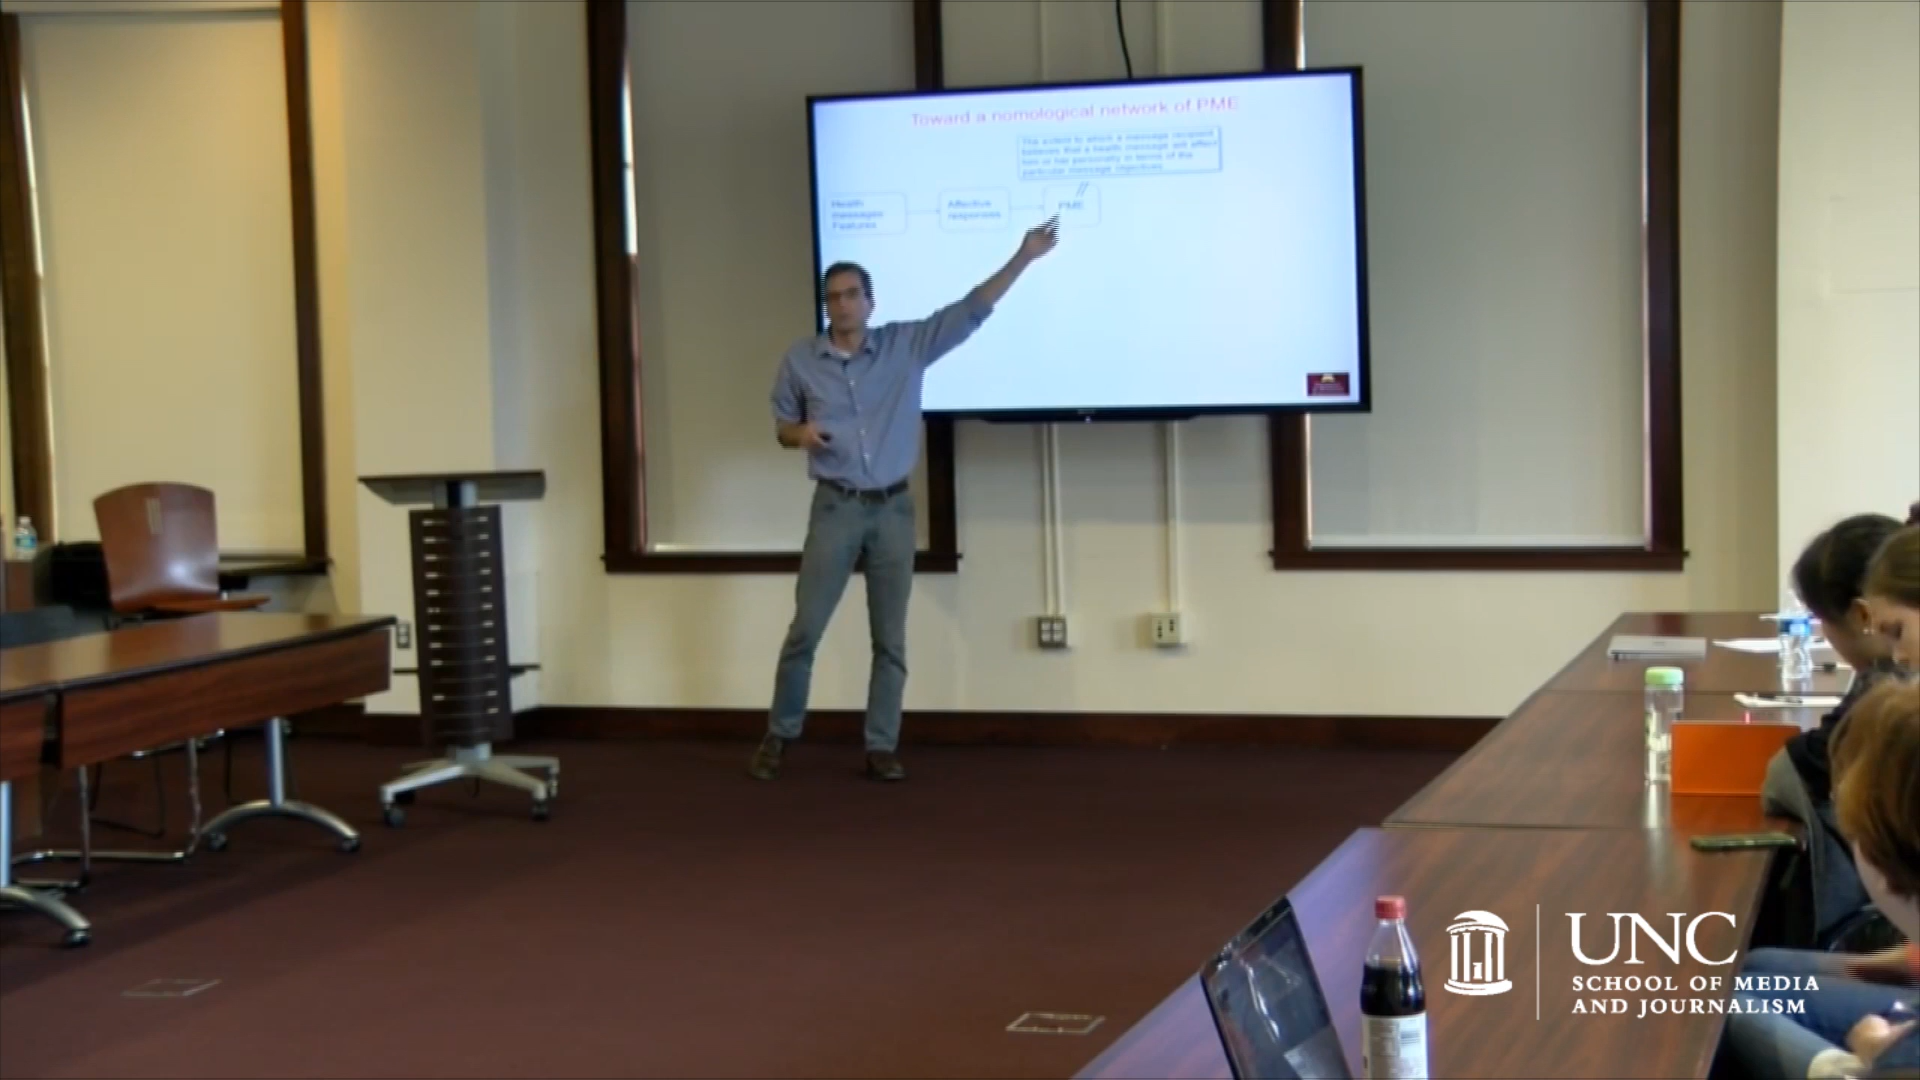 Toward a nomological network of PME
The extent to which a message recipient
believes that a health message will affect
him or her personally in terms of the
particular message objectives
Health
messages'
Features
Affective
responses
PME
UNC
SCHOOL OF MEDIA
AND JOURNALISM